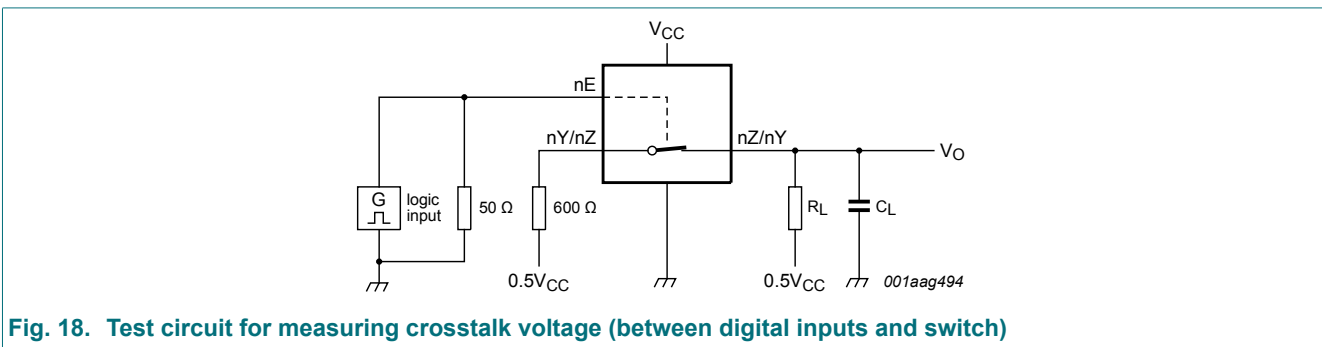 VCC
nE
nY/nZ
nZ/nY
VO
G
logic
input
50 Ω
600 Ω
RL
CL
0.5VCC
0.5VCC
001aag494
Fig. 18. Test circuit for measuring crosstalk voltage (between digital inputs and switch)